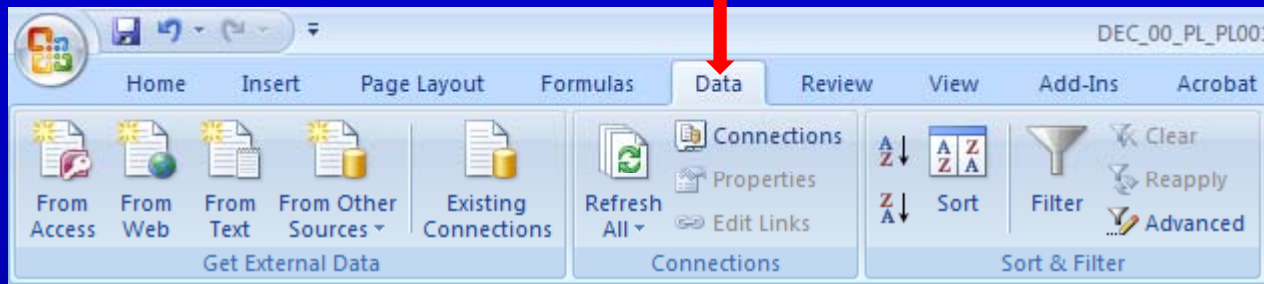 DEC_00_PL_PL001
Home Insert Page Layout Formulas Data Review View Add-Ins Acrobat
From Access
From Web
From Text
From Other Sources
Existing Connections
Get External Data
Refresh All
Connections
Properties
Edit Links
Connections
A Z
Z A
A Z
Z A
Sort
Filter
Clear
Reapply
Advanced
Sort & Filter